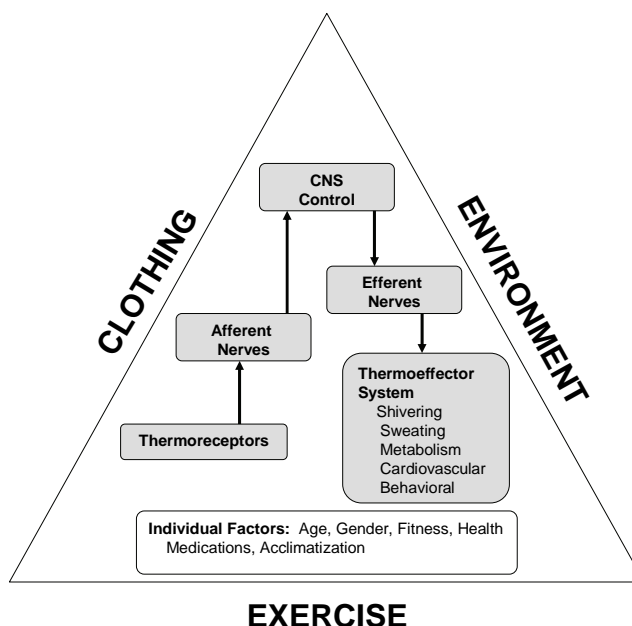 CNS
Control
CLOTHING
ENVIRONMENT
Efferent
Nerves
Afferent
Nerves
Thermoeffector
System
Shivering
Sweating
Metabolism
Cardiovascular
Behavioral
Thermoreceptors
Individual Factors: Age, Gender, Fitness, Health
Medications, Acclimatization
EXERCISE